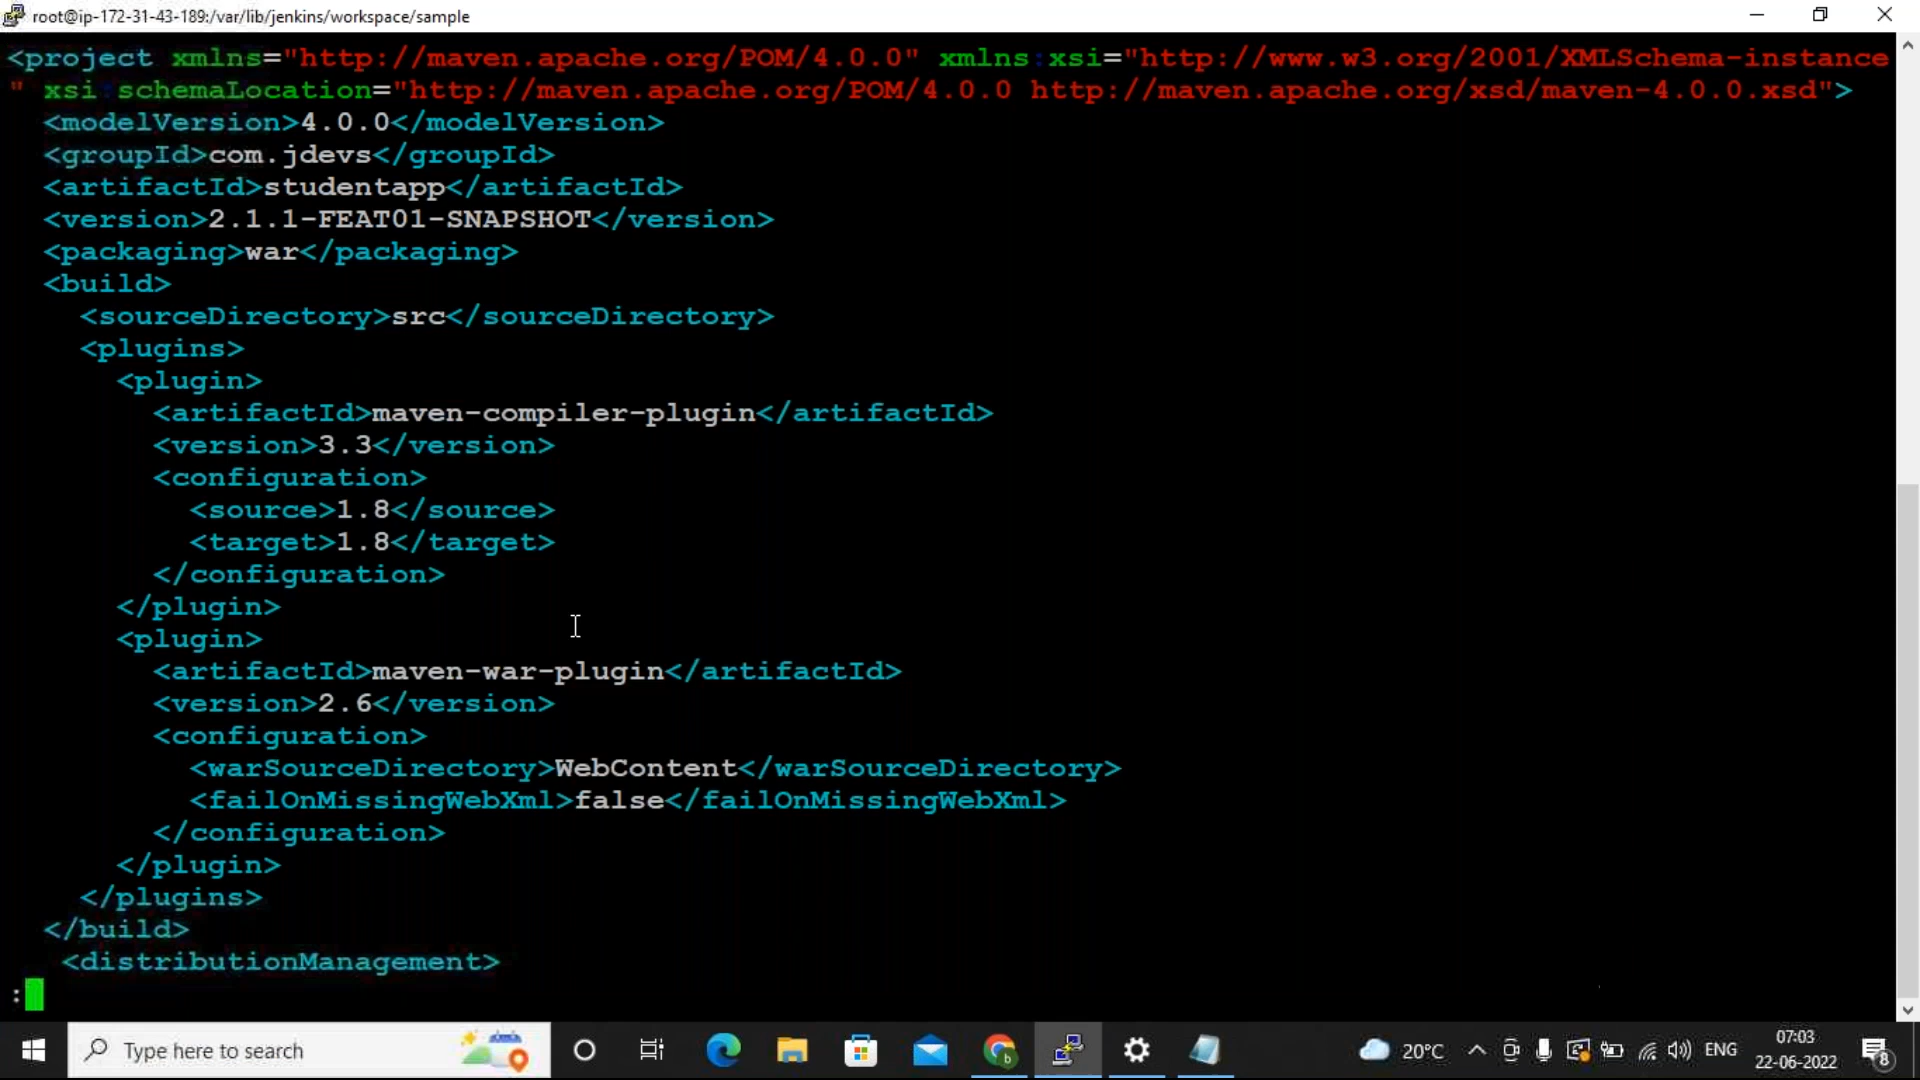 root@ip-172-31-43-189:/var/lib/jenkins/workspace/sample
<project xmlns="http://maven.apache.org/POM/4.0.0" xmlns:xsi="http://www.w3.org/2001/XMLSchema-instance
" xsi:schemaLocation="http://maven.apache.org/POM/4.0.0 http://maven.apache.org/xsd/maven-4.0.0.xsd">
  <modelVersion>4.0.0</modelVersion>
  <groupId>com.jdevs</groupId>
  <artifactId>studentapp</artifactId>
  <version>2.1.1-FEAT01-SNAPSHOT</version>
  <packaging>war</packaging>
  <build>
    <sourceDirectory>src</sourceDirectory>
    <plugins>
      <plugin>
        <artifactId>maven-compiler-plugin</artifactId>
        <version>3.3</version>
        <configuration>
          <source>1.8</source>
          <target>1.8</target>
        </configuration>
      </plugin>
      <plugin>
        <artifactId>maven-war-plugin</artifactId>
        <version>2.6</version>
        <configuration>
          <warSourceDirectory>WebContent</warSourceDirectory>
          <failOnMissingWebXml>false</failOnMissingWebXml>
        </configuration>
      </plugin>
    </plugins>
  </build>
   <distributionManagement>
:
Type here to search
20°C
ENG
07:03
22-06-2022
8